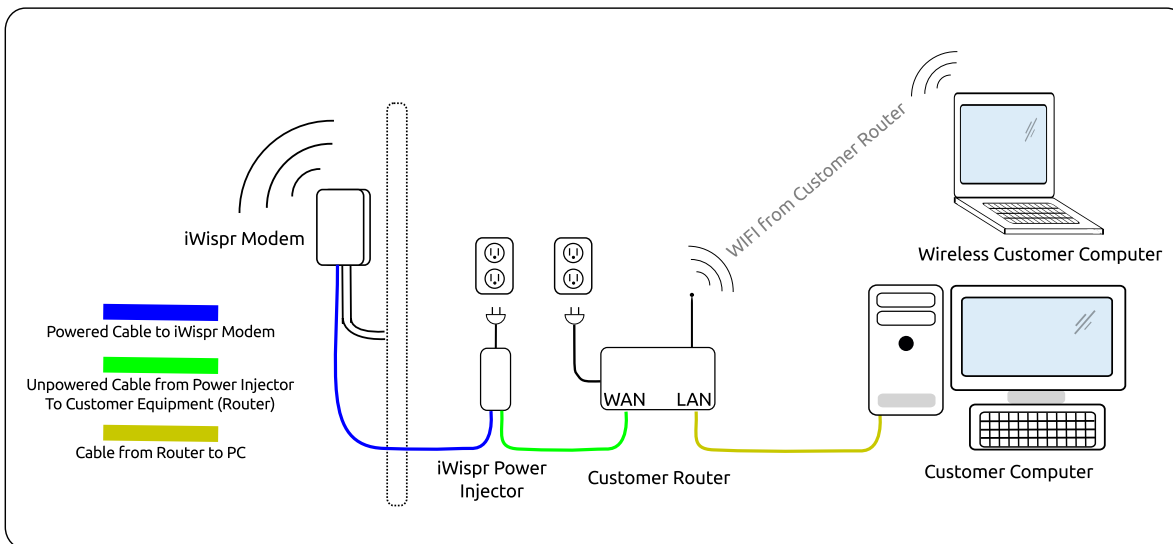 WIFI from Customer Router
iWispr Modem
Wireless Customer Computer
Powered Cable to iWispr Modem
Unpowered Cable from Power Injector
To Customer Equipment (Router)
Cable from Router to PC
WAN
LAN
iWispr Power
Injector
Customer Router
Customer Computer